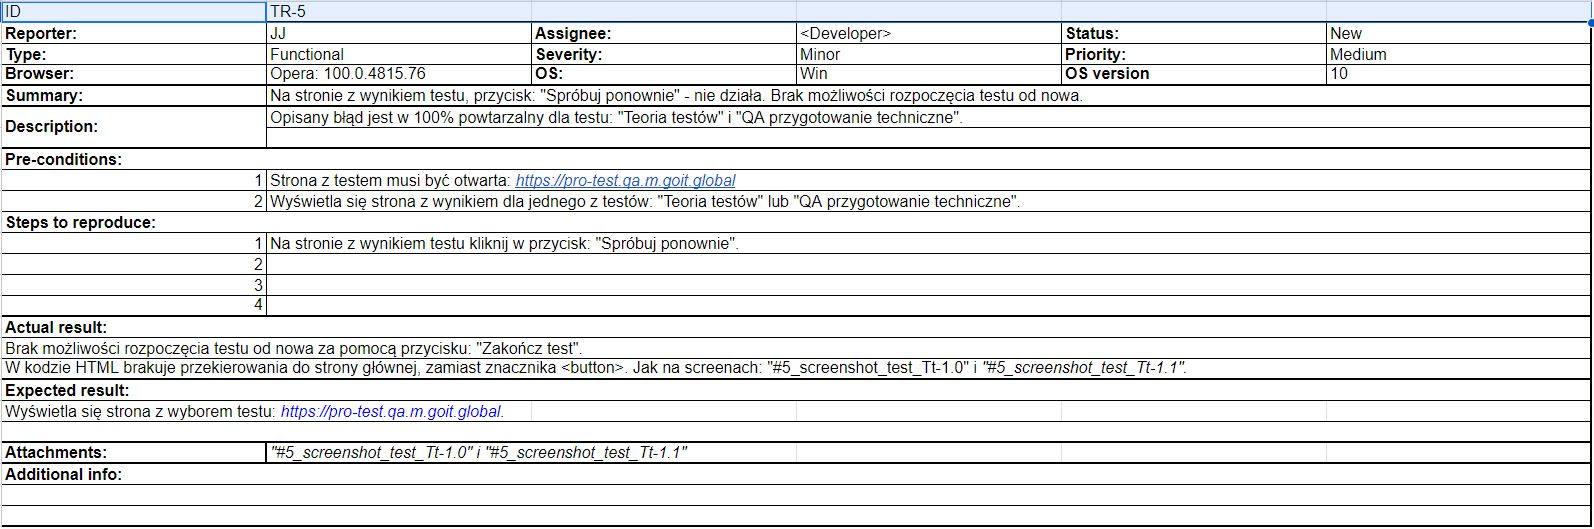 ID TR-5
Reporter: JJ Assignee: <Developer> Status: New
Type: Functional Severity: Minor Priority: Medium
Browser: Opera: 100.0.4815.76 OS: Win OS version 10
Summary: Na stronie z wynikiem testu, przycisk: "Spróbuj ponownie" - nie działa. Brak możliwości rozpoczęcia testu od nowa.
Description: Opisany błąd jest w 100% powtarzalny dla testu: "Teoria testów" i "QA przygotowanie techniczne".
Pre-conditions:
1 Strona z testem musi być otwarta: https://pro-test.qa.m.goit.global
2 Wyświetla się strona z wynikiem dla jednego z testów: "Teoria testów" lub "QA przygotowanie techniczne".
Steps to reproduce:
1 Na stronie z wynikiem testu kliknij w przycisk: "Spróbuj ponownie".
2
3
4
Actual result:
Brak możliwości rozpoczęcia testu od nowa za pomocą przycisku: "Zakończ test".
W kodzie HTML brakuje przekierowania do strony głównej, zamiast znacznika <button>. Jak na screenach: "#5_screenshot_test_Tt-1.0" i "#5_screenshot_test_Tt-1.1".
Expected result:
Wyświetla się strona z wyborem testu: https://pro-test.qa.m.goit.global.
Attachments: "#5_screenshot_test_Tt-1.0" i "#5_screenshot_test_Tt-1.1"
Additional info: